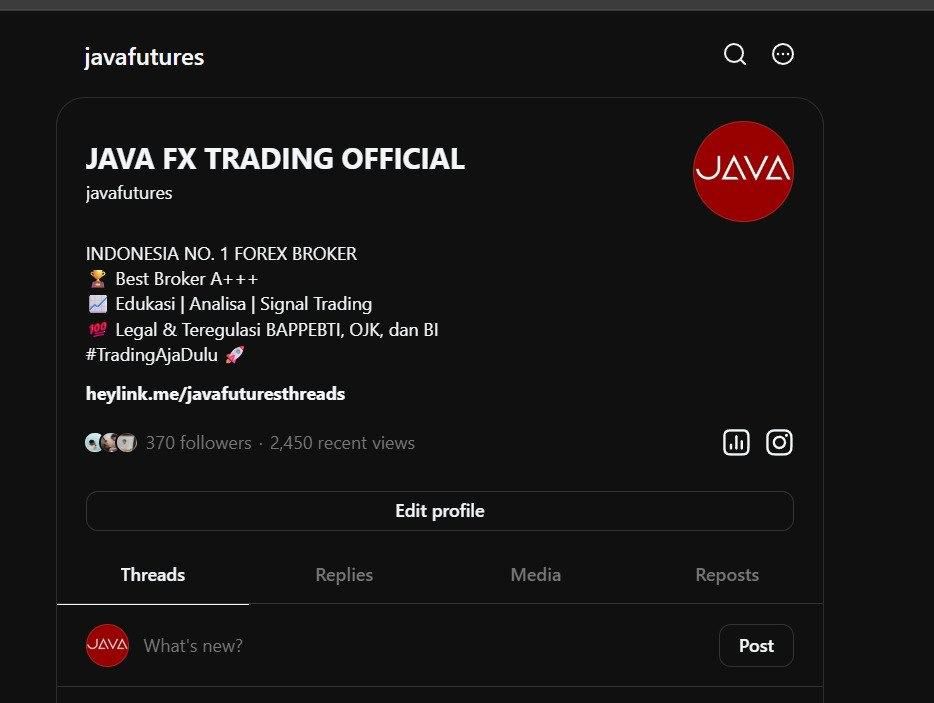 javafutures
JAVA FX TRADING OFFICIAL
javafutures
JAVA
INDONESIA NO. 1 FOREX BROKER
🏆 Best Broker A+++
📈 Edukasi | Analisa | Signal Trading
💯 Legal & Teregulasi BAPPEBTI, OJK, dan BI
#TradingAjaDulu 🚀
heylink.me/javafuturesthreads
370 followers · 2,450 recent views
Edit profile
Threads Replies Media Reposts
JAVA What's new? Post